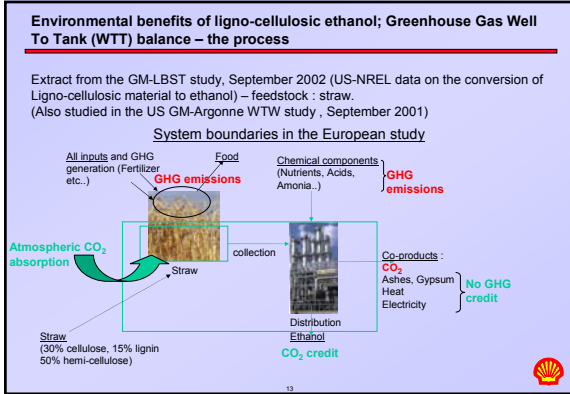 Environmental benefits of ligno-cellulosic ethanol; Greenhouse Gas Well
To Tank (WTT) balance – the process
Extract from the GM-LBST study, September 2002 (US-NREL data on the conversion of
Ligno-cellulosic material to ethanol) – feedstock : straw.
(Also studied in the US GM-Argonne WTW study , September 2001)
System boundaries in the European study
All inputs and GHG
generation (Fertilizer
etc..)
Food
GHG emissions
Chemical components
(Nutrients, Acids,
Amonia..)
GHG
emissions
Atmospheric CO2
absorption
collection
Straw
Co-products :
CO2
Ashes, Gypsum
Heat
Electricity
No GHG
credit
Distribution
Ethanol
CO2 credit
Straw
(30% cellulose, 15% lignin
50% hemi-cellulose)
13